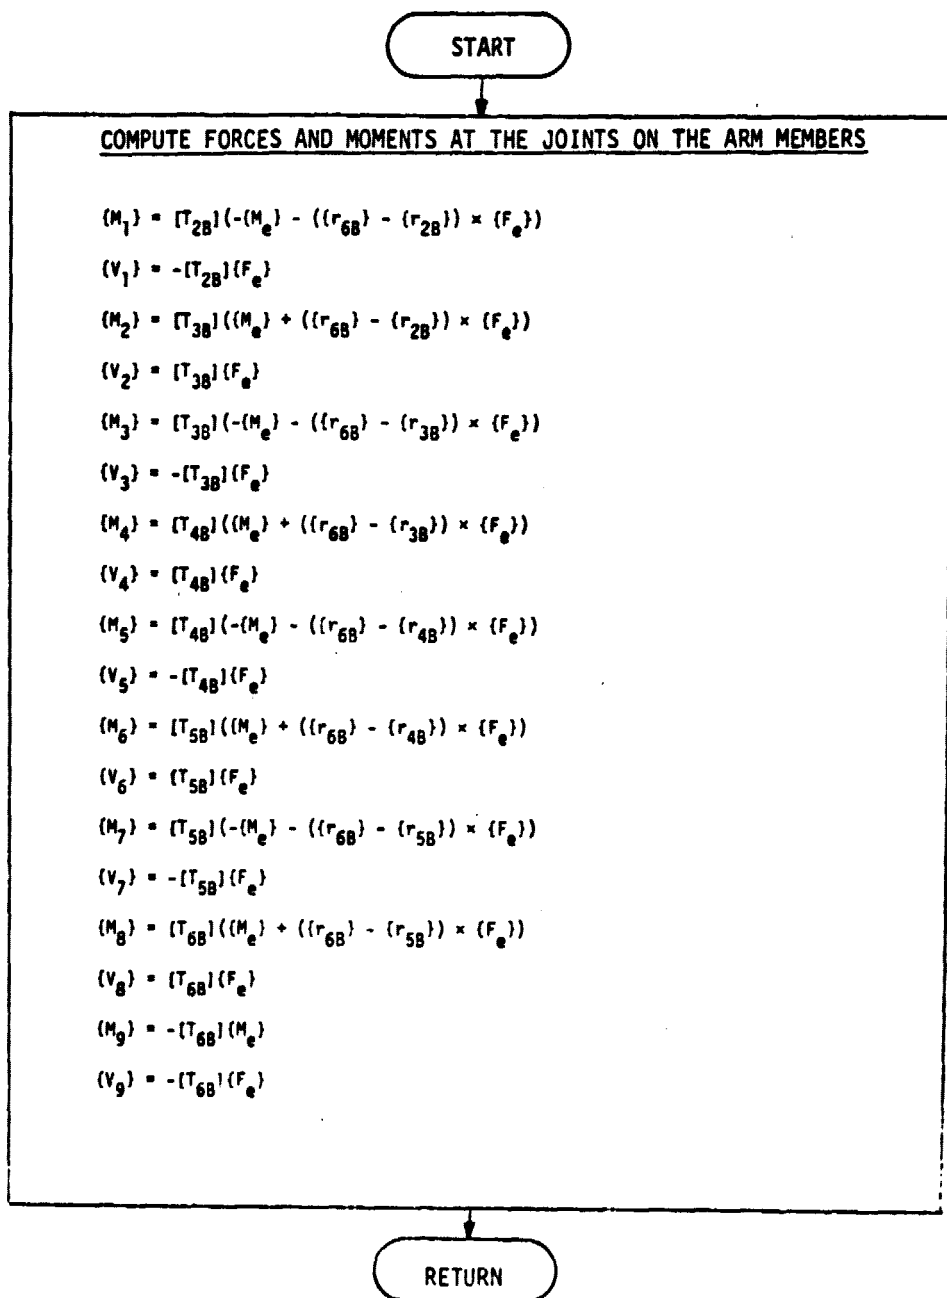 START
COMPUTE FORCES AND MOMENTS AT THE JOINTS ON THE ARM MEMBERS
{M₁} = [T₂B](-{Mₑ} - ({r₆B} - {r₂B}) × {Fₑ})
{V₁} = -[T₂B]{Fₑ}
{M₂} = [T₃B]({Mₑ} + ({r₆B} - {r₂B}) × {Fₑ})
{V₂} = [T₃B]{Fₑ}
{M₃} = [T₃B](-{Mₑ} - ({r₆B} - {r₃B}) × {Fₑ})
{V₃} = -[T₃B]{Fₑ}
{M₄} = [T₄B]({Mₑ} + ({r₆B} - {r₃B}) × {Fₑ})
{V₄} = [T₄B]{Fₑ}
{M₅} = [T₄B](-{Mₑ} - ({r₆B} - {r₄B}) × {Fₑ})
{V₅} = -[T₄B]{Fₑ}
{M₆} = [T₅B]({Mₑ} + ({r₆B} - {r₄B}) × {Fₑ})
{V₆} = [T₅B]{Fₑ}
{M₇} = [T₅B](-{Mₑ} - ({r₆B} - {r₅B}) × {Fₑ})
{V₇} = -[T₅B]{Fₑ}
{M₈} = [T₆B]({Mₑ} + ({r₆B} - {r₅B}) × {Fₑ})
{V₈} = [T₆B]{Fₑ}
{M₉} = -[T₆B]{Mₑ}
{V₉} = -[T₆B]{Fₑ}
RETURN